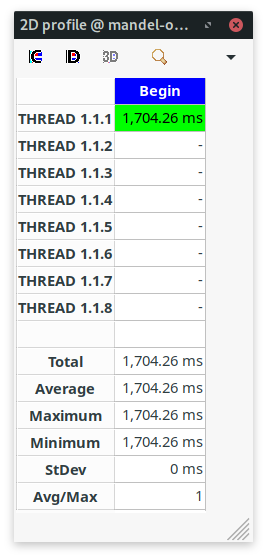 2D profile @ mandel-o...
3D
Begin
THREAD 1.1.1 1,704.26 ms
THREAD 1.1.2 -
THREAD 1.1.3 -
THREAD 1.1.4 -
THREAD 1.1.5 -
THREAD 1.1.6 -
THREAD 1.1.7 -
THREAD 1.1.8 -
Total 1,704.26 ms
Average 1,704.26 ms
Maximum 1,704.26 ms
Minimum 1,704.26 ms
StDev 0 ms
Avg/Max 1